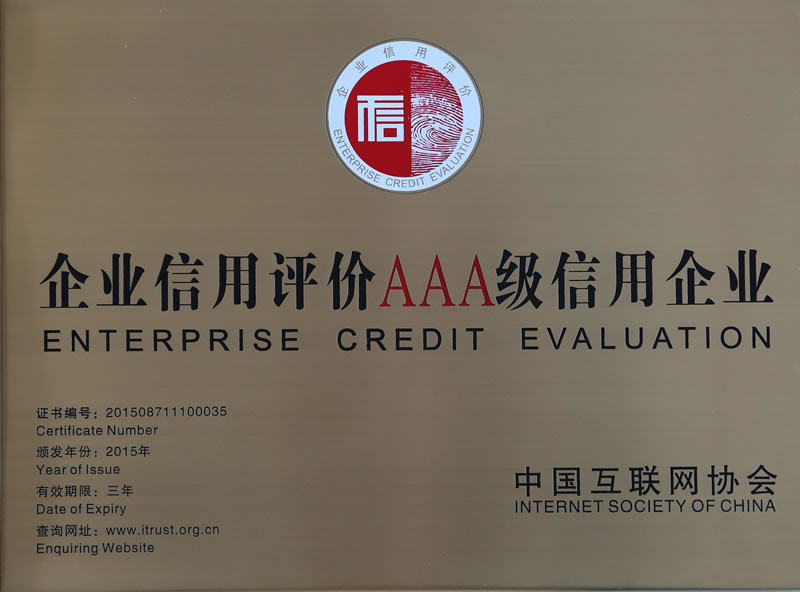 企业信用评价
信
ENTERPRISE CREDIT EVALUATION
企业信用评价AAA级信用企业
ENTERPRISE CREDIT EVALUATION
证书编号：201508711100035
Certificate Number
颁发年份：2015年
Year of Issue
有效期限：三年
Date of Expiry
查询网址：www.itrust.org.cn
Enquiring Website
中国互联网协会
INTERNET SOCIETY OF CHINA